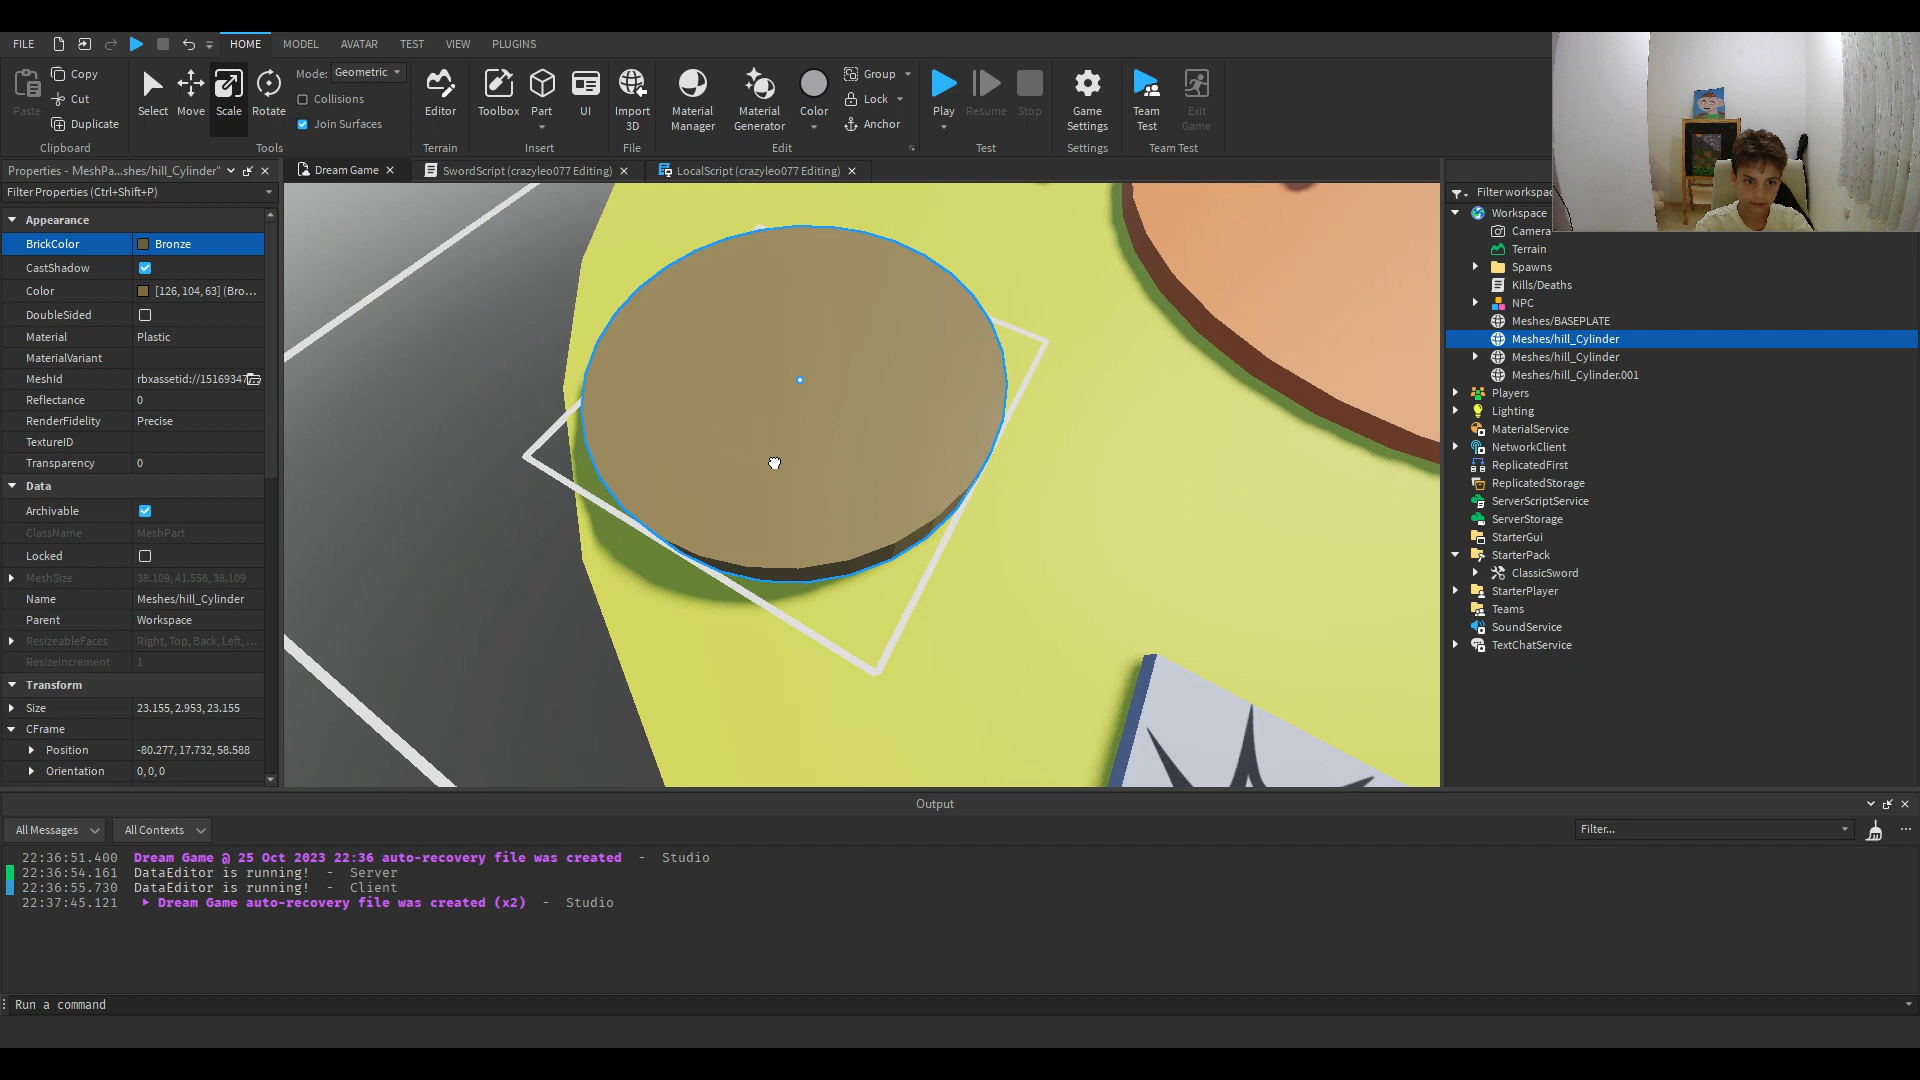 FILE HOME MODEL AVATAR TEST VIEW PLUGINS
Copy
Cut
Duplicate
Paste
Clipboard
Select Move Scale Rotate
Mode: Geometric
Collisions
Join Surfaces
Tools
Editor
Terrain
Toolbox Part UI
Insert
Import
3D
File
Material
Manager
Material
Generator
Color
Group
Lock
Anchor
Edit
Play Resume Stop
Test
Game
Settings
Settings
Team
Test
Exit
Game
Team Test
Properties - MeshPa...shes/hill_Cylinder"
Filter Properties (Ctrl+Shift+P)
Appearance
BrickColor Bronze
CastShadow
Color [126, 104, 63] (Bro...
DoubleSided
Material Plastic
MaterialVariant
MeshId rbxassetid://15169347
Reflectance 0
RenderFidelity Precise
TextureID
Transparency 0
Data
Archivable
ClassName MeshPart
Locked
MeshSize 38.109, 41.556, 38.109
Name Meshes/hill_Cylinder
Parent Workspace
ResizeableFaces Right, Top, Back, Left, ...
ResizeIncrement 1
Transform
Size 23.155, 2.953, 23.155
CFrame
Position -80.277, 17.732, 58.588
Orientation 0, 0, 0
Dream Game
SwordScript (crazyleo077 Editing)
LocalScript (crazyleo077 Editing)
Filter workspac
Workspace
Camera
Terrain
Spawns
Kills/Deaths
NPC
Meshes/BASEPLATE
Meshes/hill_Cylinder
Meshes/hill_Cylinder
Meshes/hill_Cylinder.001
Players
Lighting
MaterialService
NetworkClient
ReplicatedFirst
ReplicatedStorage
ServerScriptService
ServerStorage
StarterGui
StarterPack
ClassicSword
StarterPlayer
Teams
SoundService
TextChatService
Output
All Messages All Contexts Filter...
22:36:51.400 Dream Game @ 25 Oct 2023 22:36 auto-recovery file was created - Studio
22:36:54.161 DataEditor is running! - Server
22:36:55.730 DataEditor is running! - Client
22:37:45.121 Dream Game auto-recovery file was created (x2) - Studio
Run a command